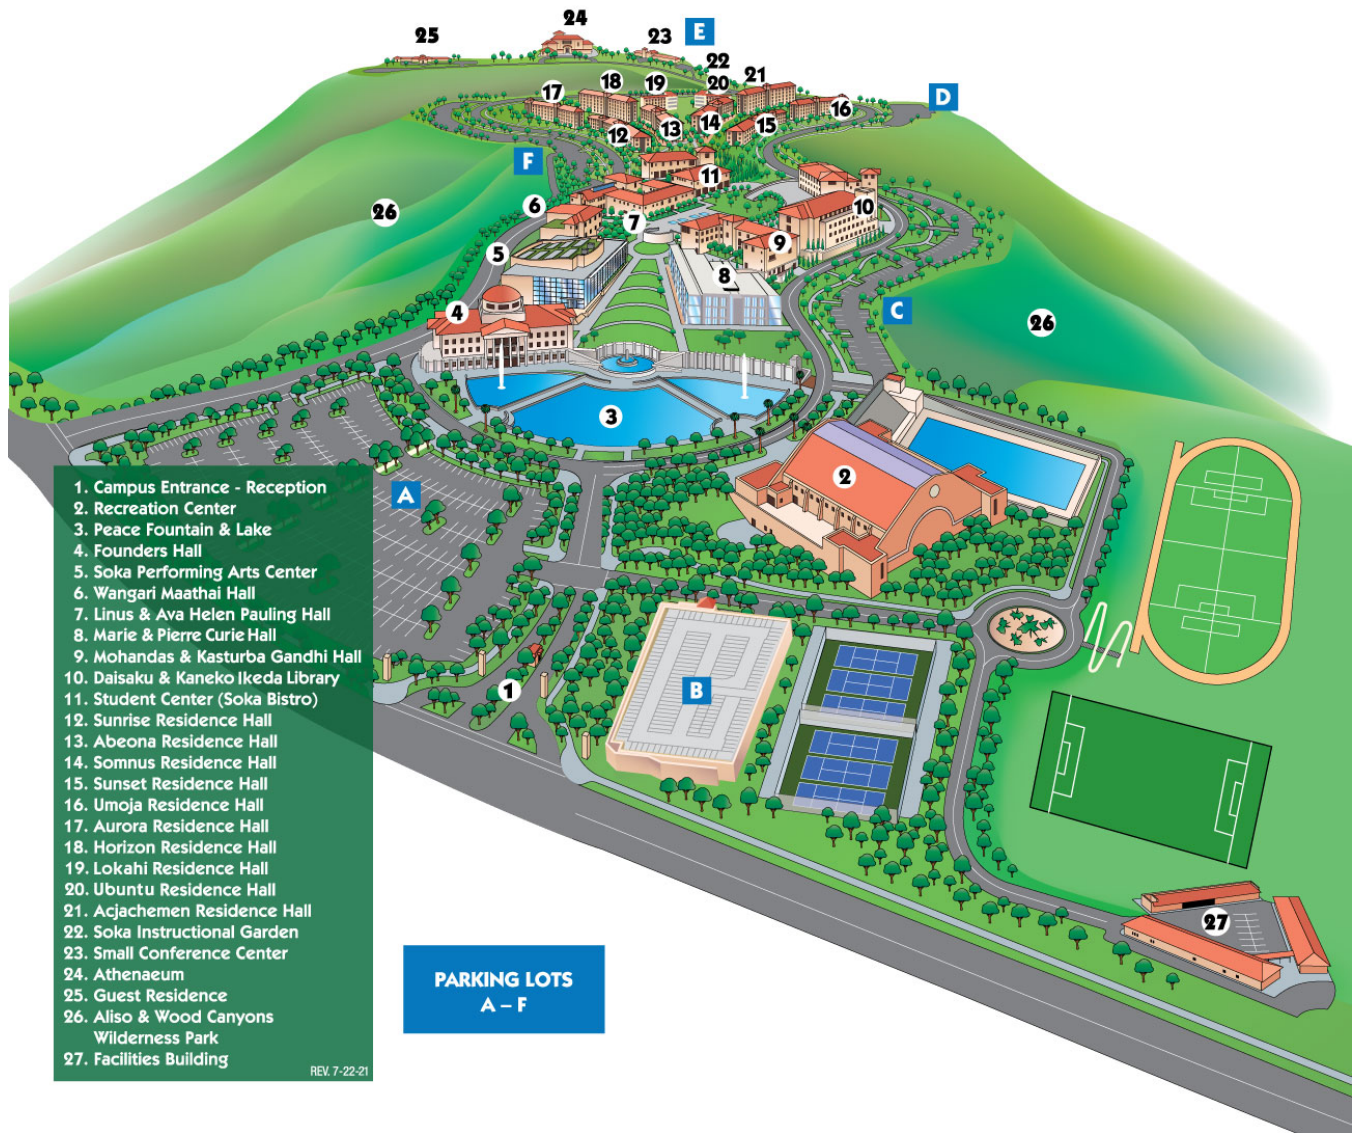 24
25
23
E
22
21
20
19
18
17
16
D
12
13
14
15
F
11
26
6
7
10
9
5
8
4
C
26
3
2
A
1
B
27
1. Campus Entrance - Reception
2. Recreation Center
3. Peace Fountain & Lake
4. Founders Hall
5. Soka Performing Arts Center
6. Wangari Maathai Hall
7. Linus & Ava Helen Pauling Hall
8. Marie & Pierre Curie Hall
9. Mohandas & Kasturba Gandhi Hall
10. Daisaku & Kaneko Ikeda Library
11. Student Center (Soka Bistro)
12. Sunrise Residence Hall
13. Abeona Residence Hall
14. Somnus Residence Hall
15. Sunset Residence Hall
16. Umoja Residence Hall
17. Aurora Residence Hall
18. Horizon Residence Hall
19. Lokahi Residence Hall
20. Ubuntu Residence Hall
21. Acjachemen Residence Hall
22. Soka Instructional Garden
23. Small Conference Center
24. Athenaeum
25. Guest Residence
26. Aliso & Wood Canyons
Wilderness Park
27. Facilities Building
REV. 7-22-21
PARKING LOTS
A – F